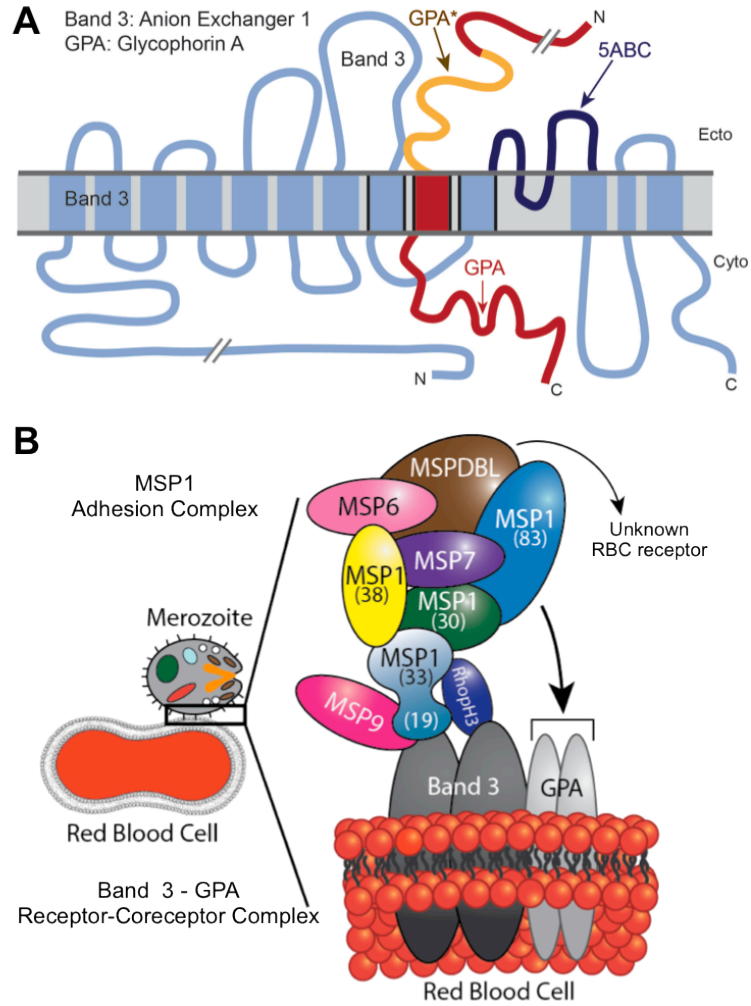 A
Band 3: Anion Exchanger 1
GPA: Glycophorin A
GPA*
N
Band 3
5ABC
Ecto
Band 3
Cyto
GPA
N
C
C
B
MSP1
Adhesion Complex
MSPDBL
MSP6
MSP1
(83)
Unknown
RBC receptor
MSP7
MSP1
(38)
MSP1
(30)
Merozoite
MSP1
(33)
RhopH3
MSP9
(19)
Band 3
GPA
Red Blood Cell
Band 3 - GPA
Receptor-Coreceptor Complex
Red Blood Cell